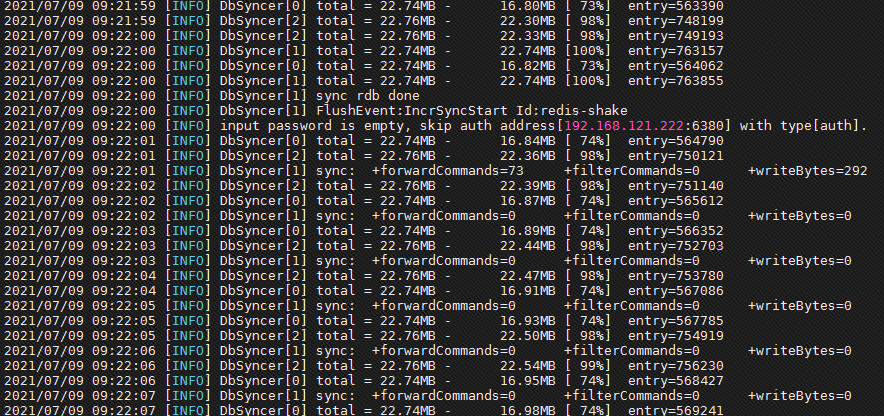 2021/07/09 09:21:59 [INFO] DbSyncer[0] total = 22.74MB -      16.80MB [ 73%]  entry=563390
2021/07/09 09:21:59 [INFO] DbSyncer[2] total = 22.76MB -      22.30MB [ 98%]  entry=748199
2021/07/09 09:22:00 [INFO] DbSyncer[2] total = 22.76MB -      22.33MB [ 98%]  entry=749193
2021/07/09 09:22:00 [INFO] DbSyncer[1] total = 22.74MB -      22.74MB [100%]  entry=763157
2021/07/09 09:22:00 [INFO] DbSyncer[0] total = 22.74MB -      16.82MB [ 73%]  entry=564062
2021/07/09 09:22:00 [INFO] DbSyncer[1] total = 22.74MB -      22.74MB [100%]  entry=763855
2021/07/09 09:22:00 [INFO] DbSyncer[1] sync rdb done
2021/07/09 09:22:00 [INFO] DbSyncer[1] FlushEvent:IncrSyncStart Id:redis-shake
2021/07/09 09:22:00 [INFO] input password is empty, skip auth address[192.168.121.222:6380] with type[auth].
2021/07/09 09:22:01 [INFO] DbSyncer[0] total = 22.74MB -      16.84MB [ 74%]  entry=564790
2021/07/09 09:22:01 [INFO] DbSyncer[2] total = 22.76MB -      22.36MB [ 98%]  entry=750121
2021/07/09 09:22:01 [INFO] DbSyncer[1] sync:  +forwardCommands=73     +filterCommands=0      +writeBytes=292
2021/07/09 09:22:02 [INFO] DbSyncer[2] total = 22.76MB -      22.39MB [ 98%]  entry=751140
2021/07/09 09:22:02 [INFO] DbSyncer[0] total = 22.74MB -      16.87MB [ 74%]  entry=565612
2021/07/09 09:22:02 [INFO] DbSyncer[1] sync:  +forwardCommands=0      +filterCommands=0      +writeBytes=0
2021/07/09 09:22:03 [INFO] DbSyncer[0] total = 22.74MB -      16.89MB [ 74%]  entry=566352
2021/07/09 09:22:03 [INFO] DbSyncer[2] total = 22.76MB -      22.44MB [ 98%]  entry=752703
2021/07/09 09:22:03 [INFO] DbSyncer[1] sync:  +forwardCommands=0      +filterCommands=0      +writeBytes=0
2021/07/09 09:22:04 [INFO] DbSyncer[2] total = 22.76MB -      22.47MB [ 98%]  entry=753780
2021/07/09 09:22:04 [INFO] DbSyncer[0] total = 22.74MB -      16.91MB [ 74%]  entry=567086
2021/07/09 09:22:05 [INFO] DbSyncer[1] sync:  +forwardCommands=0      +filterCommands=0      +writeBytes=0
2021/07/09 09:22:05 [INFO] DbSyncer[0] total = 22.74MB -      16.93MB [ 74%]  entry=567785
2021/07/09 09:22:05 [INFO] DbSyncer[2] total = 22.76MB -      22.50MB [ 98%]  entry=754919
2021/07/09 09:22:06 [INFO] DbSyncer[1] sync:  +forwardCommands=0      +filterCommands=0      +writeBytes=0
2021/07/09 09:22:06 [INFO] DbSyncer[2] total = 22.76MB -      22.54MB [ 99%]  entry=756230
2021/07/09 09:22:06 [INFO] DbSyncer[0] total = 22.74MB -      16.95MB [ 74%]  entry=568427
2021/07/09 09:22:07 [INFO] DbSyncer[1] sync:  +forwardCommands=0      +filterCommands=0      +writeBytes=0
2021/07/09 09:22:07 [INFO] DbSyncer[0] total = 22.74MB -      16.98MB [ 74%]  entry=569241